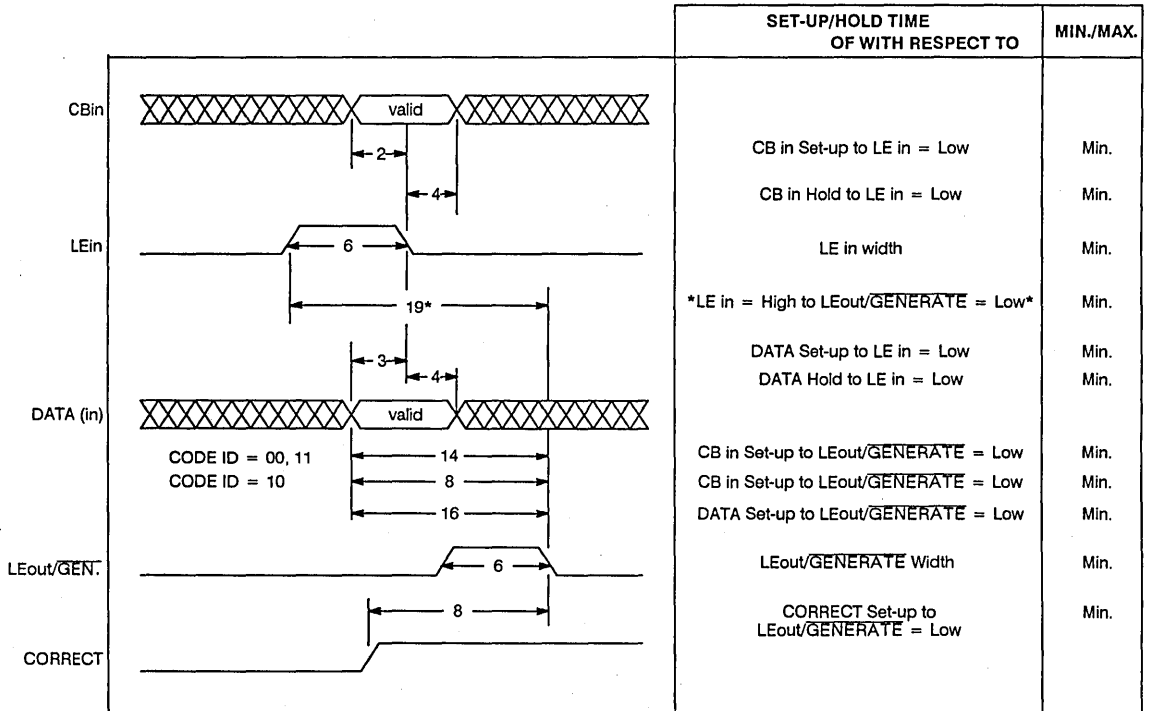 SET-UP/HOLD TIME
OF WITH RESPECT TO
MIN./MAX.
CBin
valid
2
CB in Set-up to LE in = Low
Min.
4
CB in Hold to LE in = Low
Min.
LEin
6
LE in width
Min.
19*
*LE in = High to LEout/GENERATE = Low*
Min.
3
DATA Set-up to LE in = Low
Min.
4
DATA Hold to LE in = Low
Min.
DATA (in)
valid
CODE ID = 00, 11
14
CB in Set-up to LEout/GENERATE = Low
Min.
CODE ID = 10
8
CB in Set-up to LEout/GENERATE = Low
Min.
16
DATA Set-up to LEout/GENERATE = Low
Min.
LEout/GEN.
6
LEout/GENERATE Width
Min.
8
CORRECT Set-up to
LEout/GENERATE = Low
Min.
CORRECT